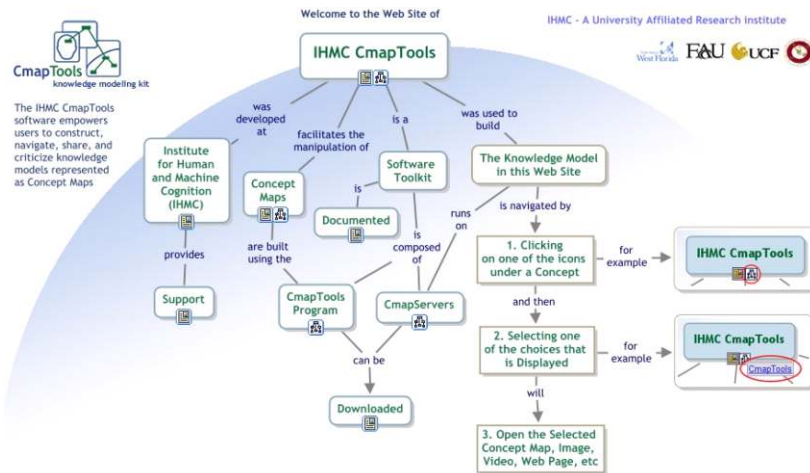 Welcome to the Web Site of
IHMC - A University Affiliated Research Institute
IHMC CmapTools
West Florida
FAU
UCF
CmapTools
knowledge modeling kit
The IHMC CmapTools
software empowers
users to construct,
navigate, share, and
criticize knowledge
models represented
as Concept Maps
was
developed
at
facilitates the
manipulation of
is a
was used to
build
Institute
for Human
and Machine
Cognition
(IHMC)
Concept
Maps
Software
Toolkit
The Knowledge Model
in this Web Site
is
Documented
runs
on
is navigated by
provides
are built
using the
is
composed
of
1. Clicking
on one of the icons
under a Concept
for
example
IHMC CmapTools
Support
CmapTools
Program
CmapServers
and then
can be
2. Selecting one
of the choices that
is Displayed
for
example
IHMC CmapTools
CmapTools
will
Downloaded
3. Open the Selected
Concept Map, Image,
Video, Web Page, etc